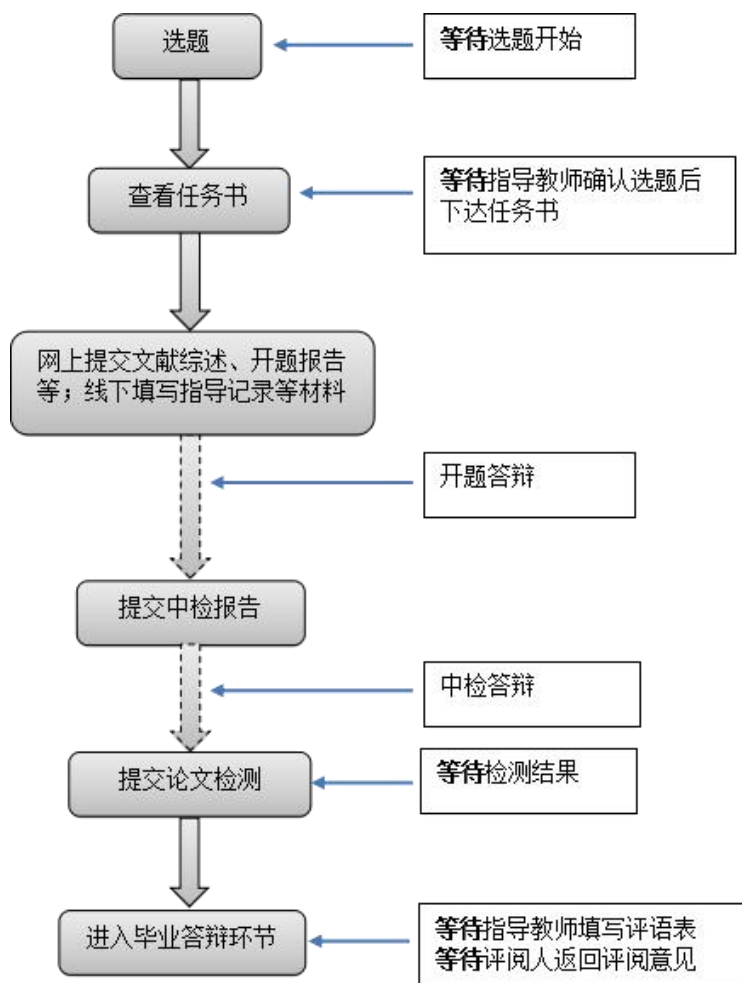 选题
等待选题开始
查看任务书
等待指导教师确认选题后
下达任务书
网上提交文献综述、开题报告
等；线下填写指导记录等材料
开题答辩
提交中检报告
中检答辩
提交论文检测
等待检测结果
进入毕业答辩环节
等待指导教师填写评语表
等待评阅人返回评阅意见